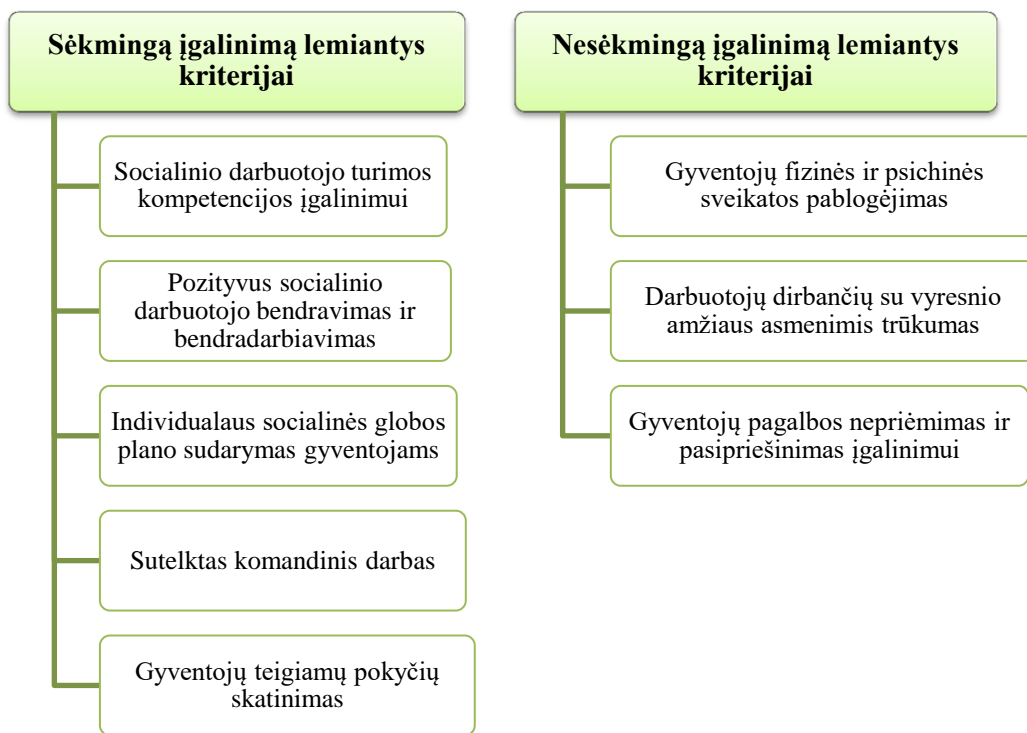 Sėkmingą įgalinimą lemiantys
kriterijai
Socialinio darbuotojo turimos
kompetencijos įgalinimui
Pozityvus socialinio
darbuotojo bendravimas ir
bendradarbiavimas
Individualaus socialinės globos
plano sudarymas gyventojams
Sutelktas komandinis darbas
Gyventojų teigiamų pokyčių
skatinimas
Nesėkmingą įgalinimą lemiantys
kriterijai
Gyventojų fizinės ir psichinės
sveikatos pablogėjimas
Darbuotojų dirbančių su vyresnio
amžiaus asmenimis trūkumas
Gyventojų pagalbos nepriėmimas ir
pasipriešinimas įgalinimui